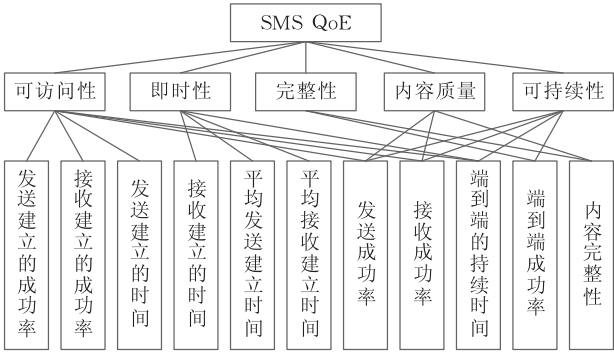 SMS QoE
可访问性
即时性
完整性
内容质量
可持续性
发送建立的成功率
接收建立的成功率
发送建立的时间
接收建立的时间
平均发送建立时间
平均接收建立时间
发送成功率
接收成功率
端到端的持续时间
端到端成功率
内容完整性